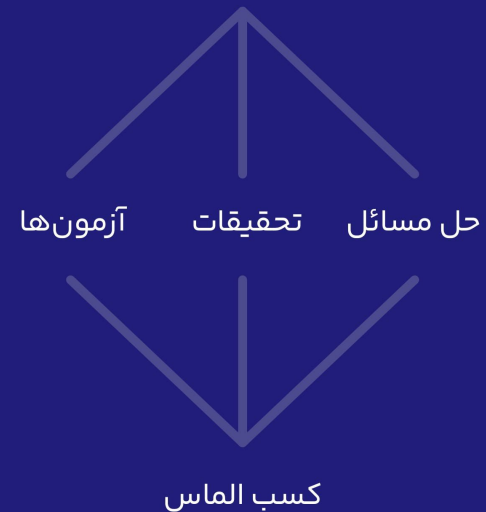 حل مسائل
تحقیقات
آزمون‌ها
کسب الماس